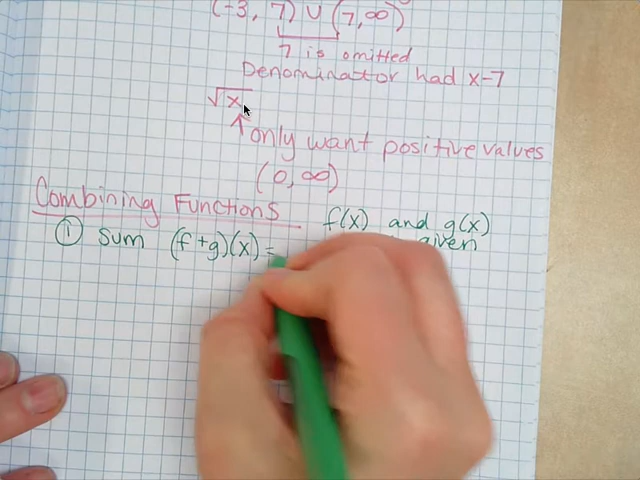 (-3, 7) ∪ (7, ∞)
7 is omitted
Denominator had x-7
√x
↑ only want positive values
(0, ∞)
Combining Functions f(x) and g(x)
given
① Sum (f+g)(x) =